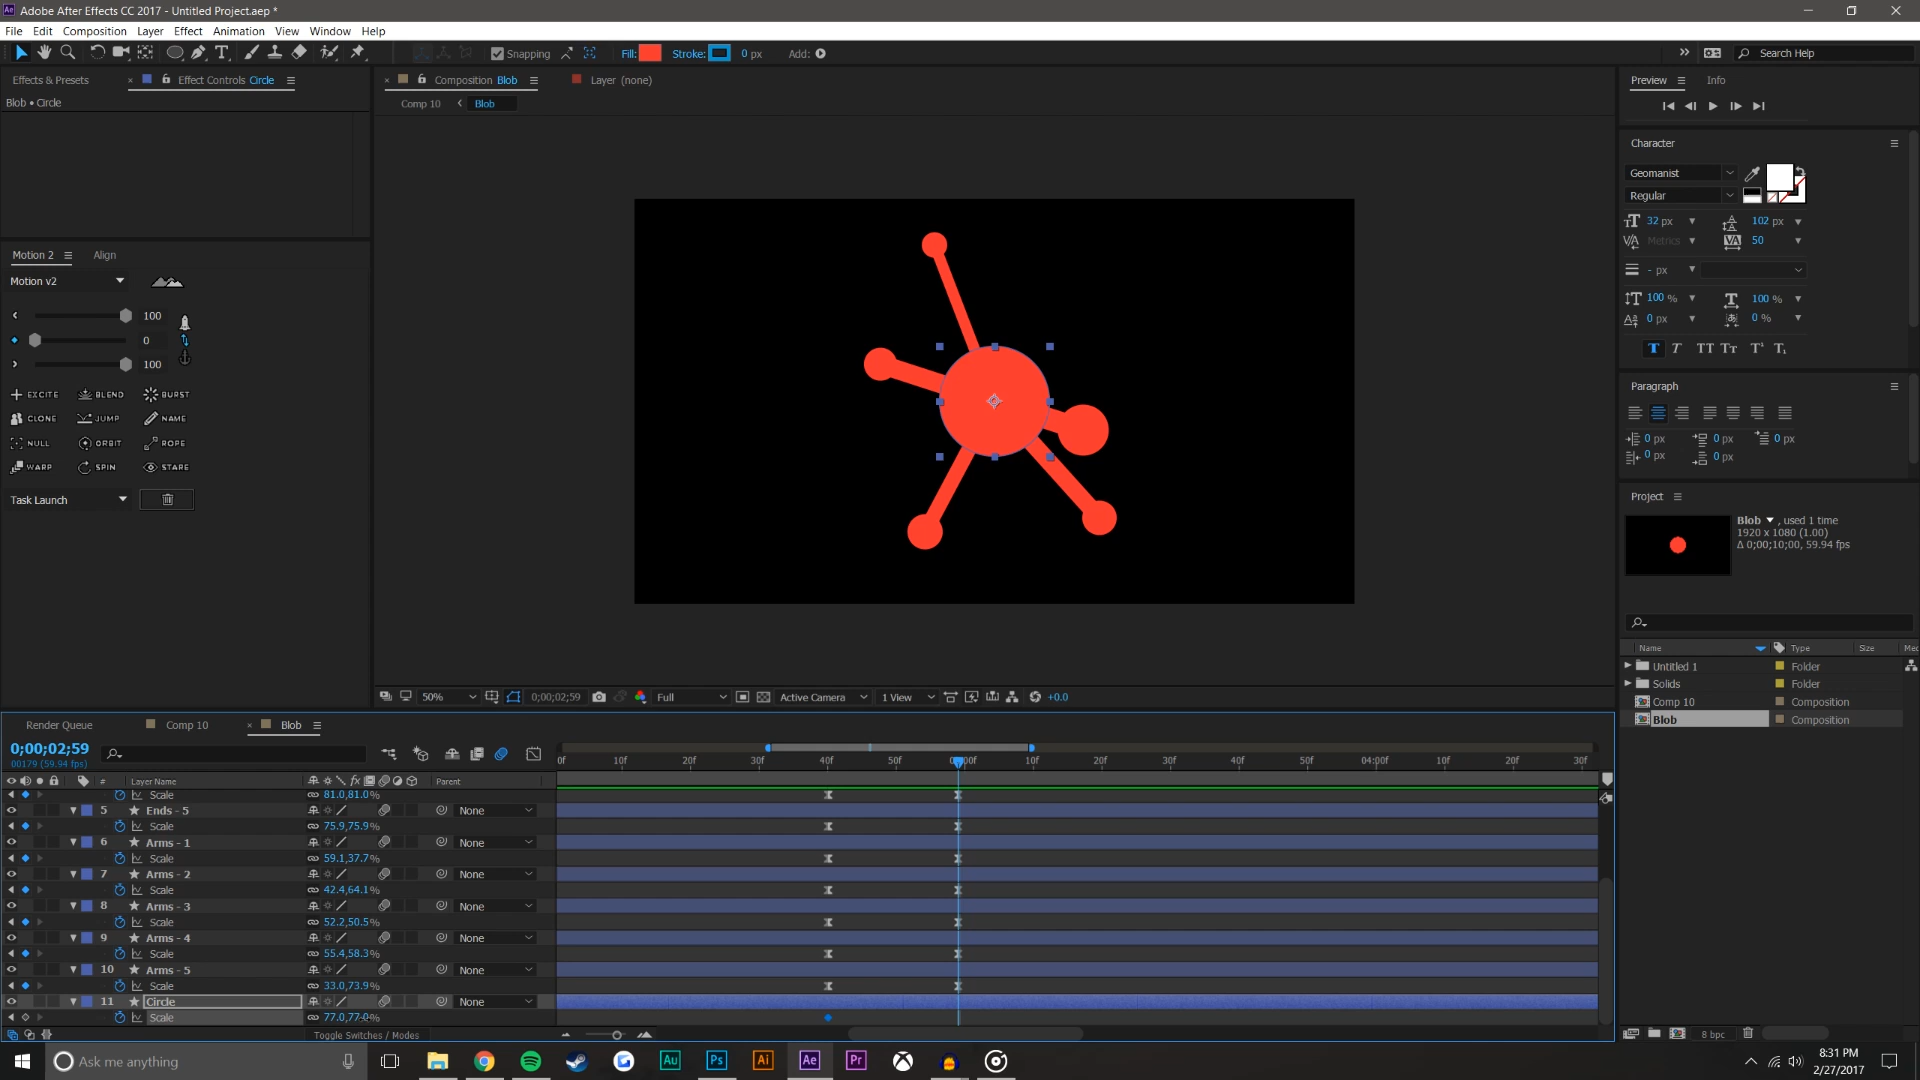 Adobe After Effects CC 2017 - Untitled Project.aep *
File Edit Composition Layer Effect Animation View Window Help
Snapping Fill: Stroke: 0 px Add: Search Help
Effects & Presets Effect Controls Circle Composition Blob Layer (none) Preview Info
Blob • Circle Comp 10 Blob
Character
Geomanist
Regular
32 px 102 px
Metrics 50
- px
100 % 100 %
0 px 0 %
T T TT Tt T¹ T₁
Motion 2 Align
Motion v2
100
0
100
EXCITE BLEND BURST
CLONE JUMP NAME
NULL ORBIT ROPE
WARP SPIN STARE
Task Launch
Paragraph
0 px 0 px 0 px
0 px 0 px
Project
Blob , used 1 time
1920 x 1080 (1.00)
Δ 0;00;10;00, 59.94 fps
Name Type Size
Untitled 1 Folder
Solids Folder
Comp 10 Composition
Blob Composition
8 bpc
50% 0;00;02;59 Full Active Camera 1 View +0.0
Render Queue Comp 10 Blob
0;00;02;59
00179 (59.94 fps)
# Layer Name Parent
10f 20f 30f 40f 50f 10f 20f 30f 40f 50f 04:00f 10f 20f 30f
Scale 81.0,81.0%
5 Ends - 5 None
Scale 75.9,75.9%
6 Arms - 1 None
Scale 59.1,37.7%
7 Arms - 2 None
Scale 42.4,64.1%
8 Arms - 3 None
Scale 52.2,50.5%
9 Arms - 4 None
Scale 55.4,58.3%
10 Arms - 5 None
Scale 33.0,73.9%
11 Circle None
Scale 77.0,77.0%
Toggle Switches / Modes
Ask me anything
Au Ps Ai Ae Pr
8:31 PM
2/27/2017